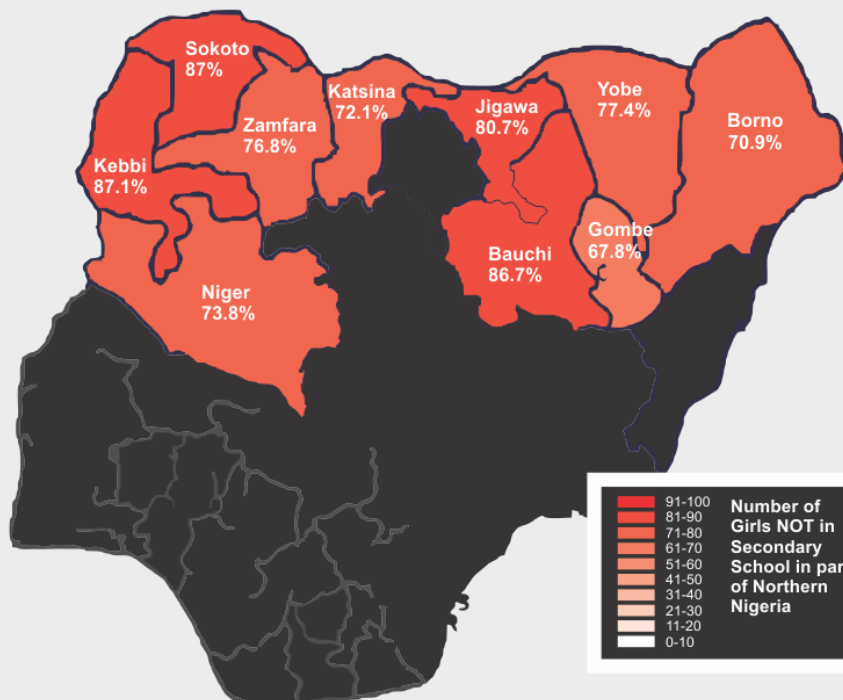 Sokoto
87%
Katsina
72.1%
Yobe
77.4%
Jigawa
80.7%
Borno
70.9%
Zamfara
76.8%
Kebbi
87.1%
Gombe
67.8%
Bauchi
86.7%
Niger
73.8%
91-100
81-90
71-80
61-70
51-60
41-50
31-40
21-30
11-20
0-10
Number of
Girls NOT in
Secondary
School in par
of Northern
Nigeria